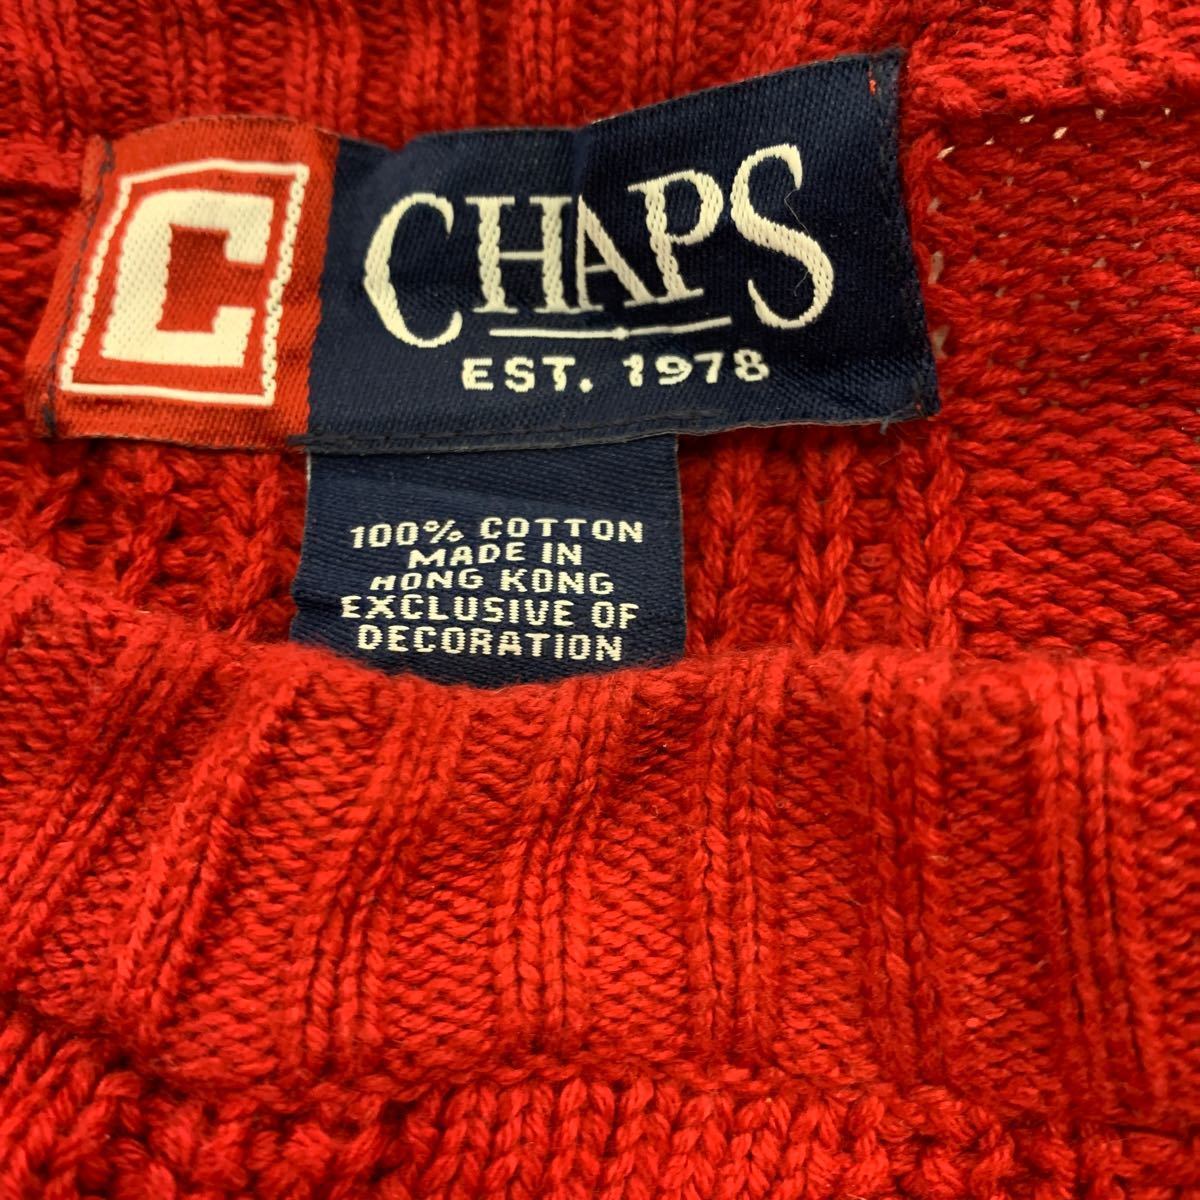 C CHAPS
EST. 1978
100% COTTON
MADE IN
HONG KONG
EXCLUSIVE OF
DECORATION